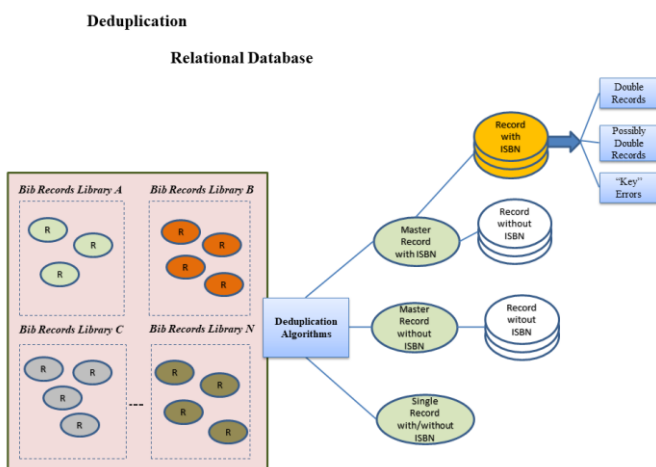 Deduplication
Relational Database
Double
Records
Possibly
Double
Records
“Key”
Errors
Record
with
ISBN
Bib Records Library A
Bib Records Library B
R
R
R
R
R
R
R
Master
Record
with ISBN
Record
without
ISBN
Bib Records Library C
Bib Records Library N
R
R
R
R
R
R
R
R
----
Deduplication
Algorithms
Master
Record
without
ISBN
Record
witout
ISBN
Single
Record
with/without
ISBN